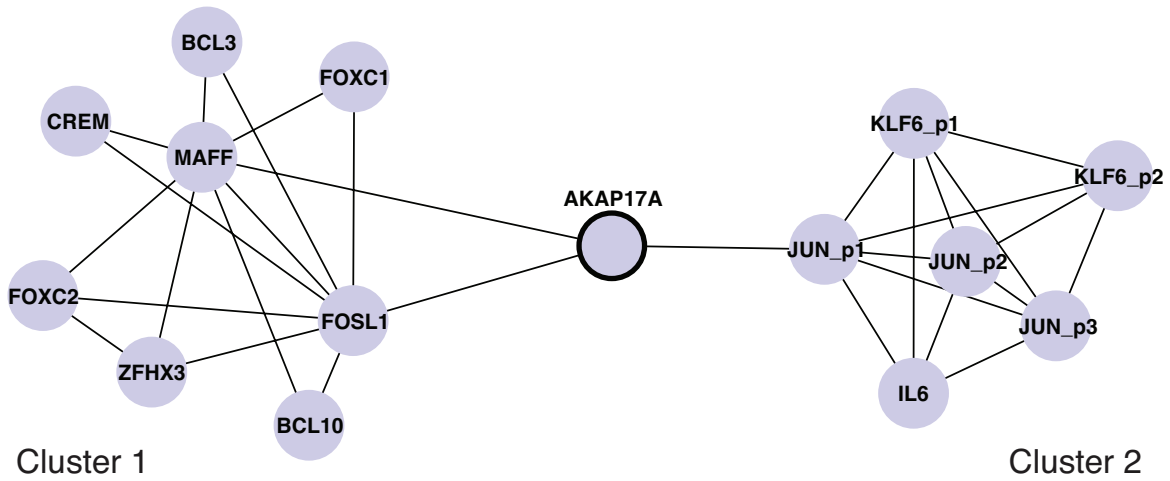 BCL3
FOXC1
CREM
MAFF
KLF6_p1
KLF6_p2
AKAP17A
JUN_p1
JUN_p2
FOXC2
FOSL1
JUN_p3
ZFHX3
IL6
BCL10
Cluster 1
Cluster 2